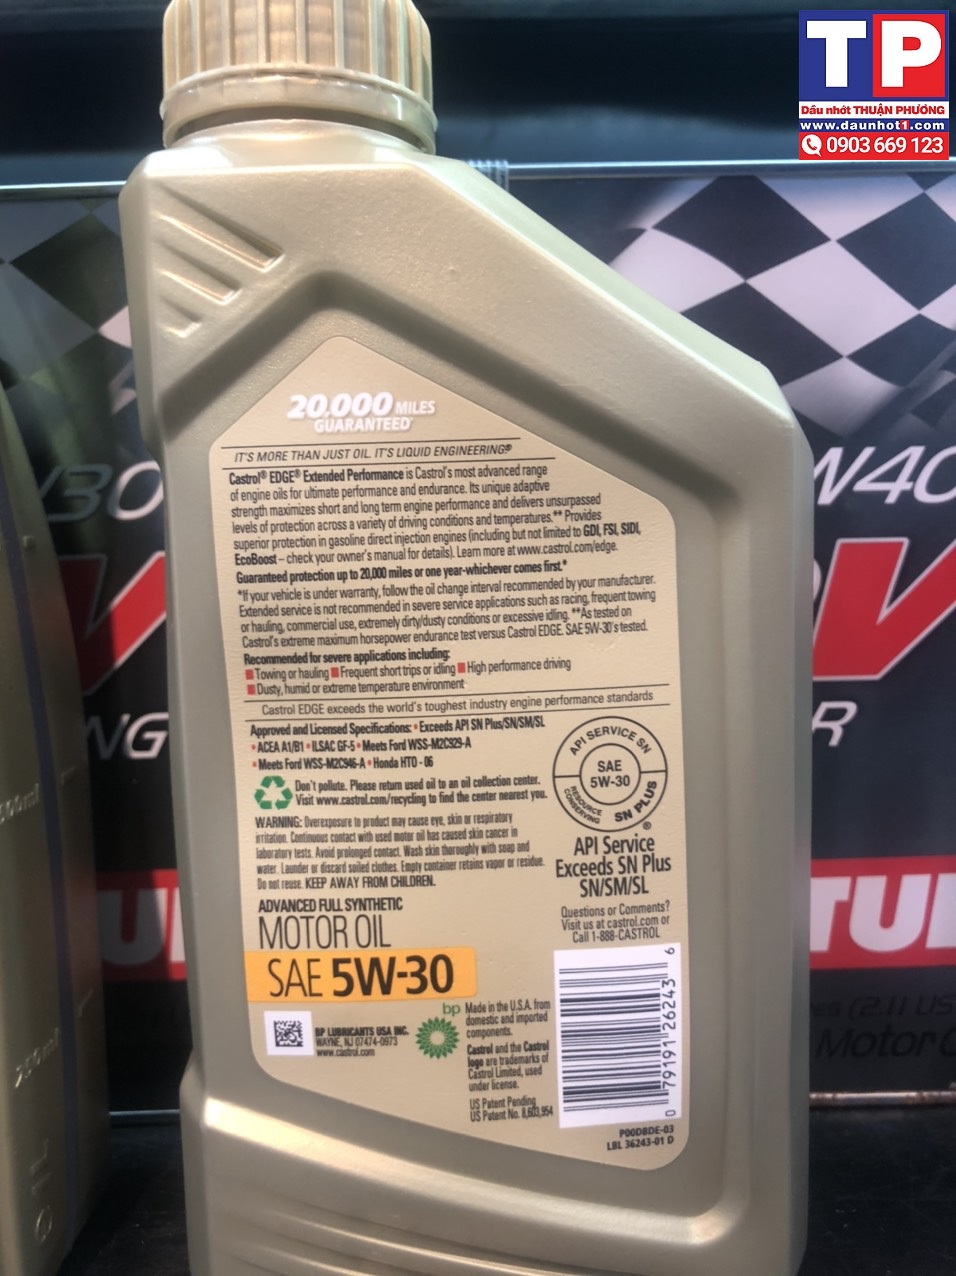 TP
Dầu nhớt THUẬN PHƯƠNG
www.daunhot1.com
0903 669 123
20,000 MILES
GUARANTEED*
IT'S MORE THAN JUST OIL. IT'S LIQUID ENGINEERING®
Castrol® EDGE® Extended Performance is Castrol's most advanced range
of engine oils for ultimate performance and endurance. Its unique adaptive
strength maximizes short and long term engine performance and delivers unsurpassed
levels of protection across a variety of driving conditions and temperatures.** Provides
superior protection in gasoline direct injection engines (including but not limited to GDI, FSI, SIDI,
EcoBoost – check your owner's manual for details). Learn more at www.castrol.com/edge.
Guaranteed protection up to 20,000 miles or one year-whichever comes first.*
*If your vehicle is under warranty, follow the oil change interval recommended by your manufacturer.
Extended service is not recommended in severe service applications such as racing, frequent towing
or hauling, commercial use, extremely dirty/dusty conditions or excessive idling. **As tested on
Castrol's extreme maximum horsepower endurance test versus Castrol EDGE. SAE 5W-30's tested.
Recommended for severe applications including:
■ Towing or hauling ■ Frequent short trips or idling ■ High performance driving
■ Dusty, humid or extreme temperature environment
Castrol EDGE exceeds the world's toughest industry engine performance standards
Approved and Licensed Specifications: • Exceeds API SN Plus/SN/SM/SL
• ACEA A1/B1 • ILSAC GF-5 • Meets Ford WSS-M2C929-A
• Meets Ford WSS-M2C946-A • Honda HTO - 06
Don't pollute. Please return used oil to an oil collection center.
Visit www.castrol.com/recycling to find the center nearest you.
WARNING: Overexposure to product may cause eye, skin or respiratory
irritation. Continuous contact with used motor oil has caused skin cancer in
laboratory tests. Avoid prolonged contact. Wash skin thoroughly with soap and
water. Launder or discard soiled clothes. Empty container retains vapor or residue.
Do not reuse. KEEP AWAY FROM CHILDREN.
API SERVICE SN
SAE
5W-30
RESOURCE
CONSERVING
SN PLUS
®
API Service
Exceeds SN Plus
SN/SM/SL
Questions or Comments?
Visit us at castrol.com or
Call 1-888-CASTROL
ADVANCED FULL SYNTHETIC
MOTOR OIL
SAE 5W-30
BP LUBRICANTS USA INC.
WAYNE, NJ 07474-0973
www.castrol.com
bp
Made in the U.S.A. from
domestic and imported
components.
Castrol and the Castrol
logo are trademarks of
Castrol Limited, used
under license.
US Patent Pending
US Patent No. 8,603,954
0 79191 26243 6
P00D8DE-03
LBL 36243-01 D
W40
Motor